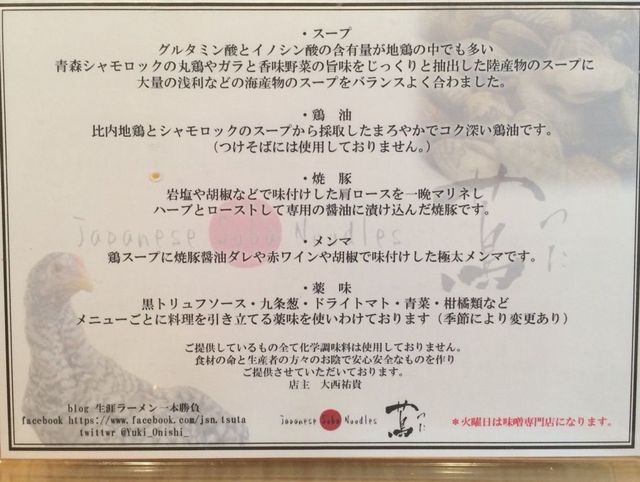 ・スープ
グルタミン酸とイノシン酸の含有量が地鶏の中でも多い
青森シャモロックの丸鶏やガラと香味野菜の旨味をじっくりと抽出した陸産物のスープに
大量の浅利などの海産物のスープをバランスよく合わました。
・鶏 油
比内地鶏とシャモロックのスープから採取したまろやかでコク深い鶏油です。
（つけそばには使用しておりません。）
・焼 豚
岩塩や胡椒などで味付けした肩ロースを一晩マリネし
ハーブとローストして専用の醤油に漬け込んだ焼豚です。
Japanese Soba Noodles 蔦 つた
・メンマ
鶏スープに焼豚醤油ダレや赤ワインや胡椒で味付けした極太メンマです。
・薬 味
黒トリュフソース・九条葱・ドライトマト・青菜・柑橘類など
メニューごとに料理を引き立てる薬味を使いわけております（季節により変更あり）
ご提供しているもの全て化学調味料は使用しておりません。
食材の命と生産者の方々のお陰で安心安全なものを作り
ご提供させていただいております。
店主 大西祐貴
blog 生涯ラーメン一本勝負
facebook https://www.facebook.com/jsn.tsuta
twittwr @Yuki_Onishi_
Japanese Soba Noodles 蔦 つた
＊火曜日は味噌専門店になります。